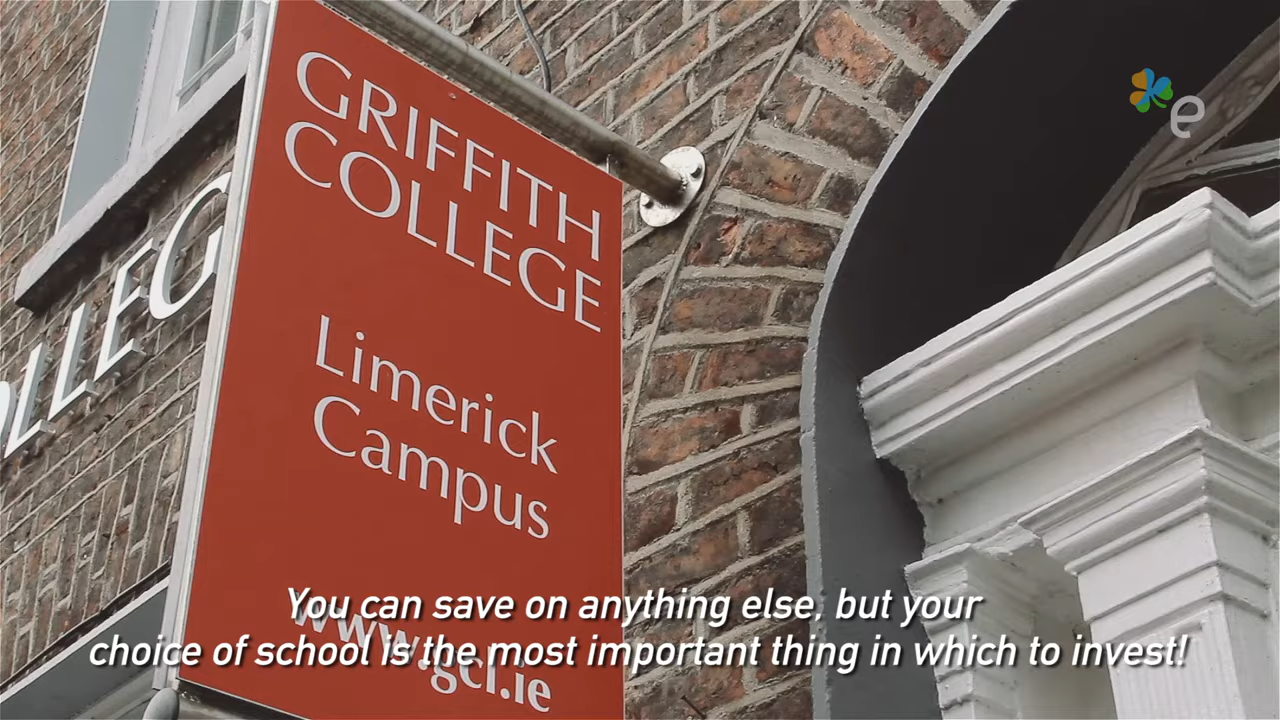 GRIFFITH
COLLEGE
Limerick
Campus
www.gcl.ie
OLLEG
e
You can save on anything else, but your
choice of school is the most important thing in which to invest!